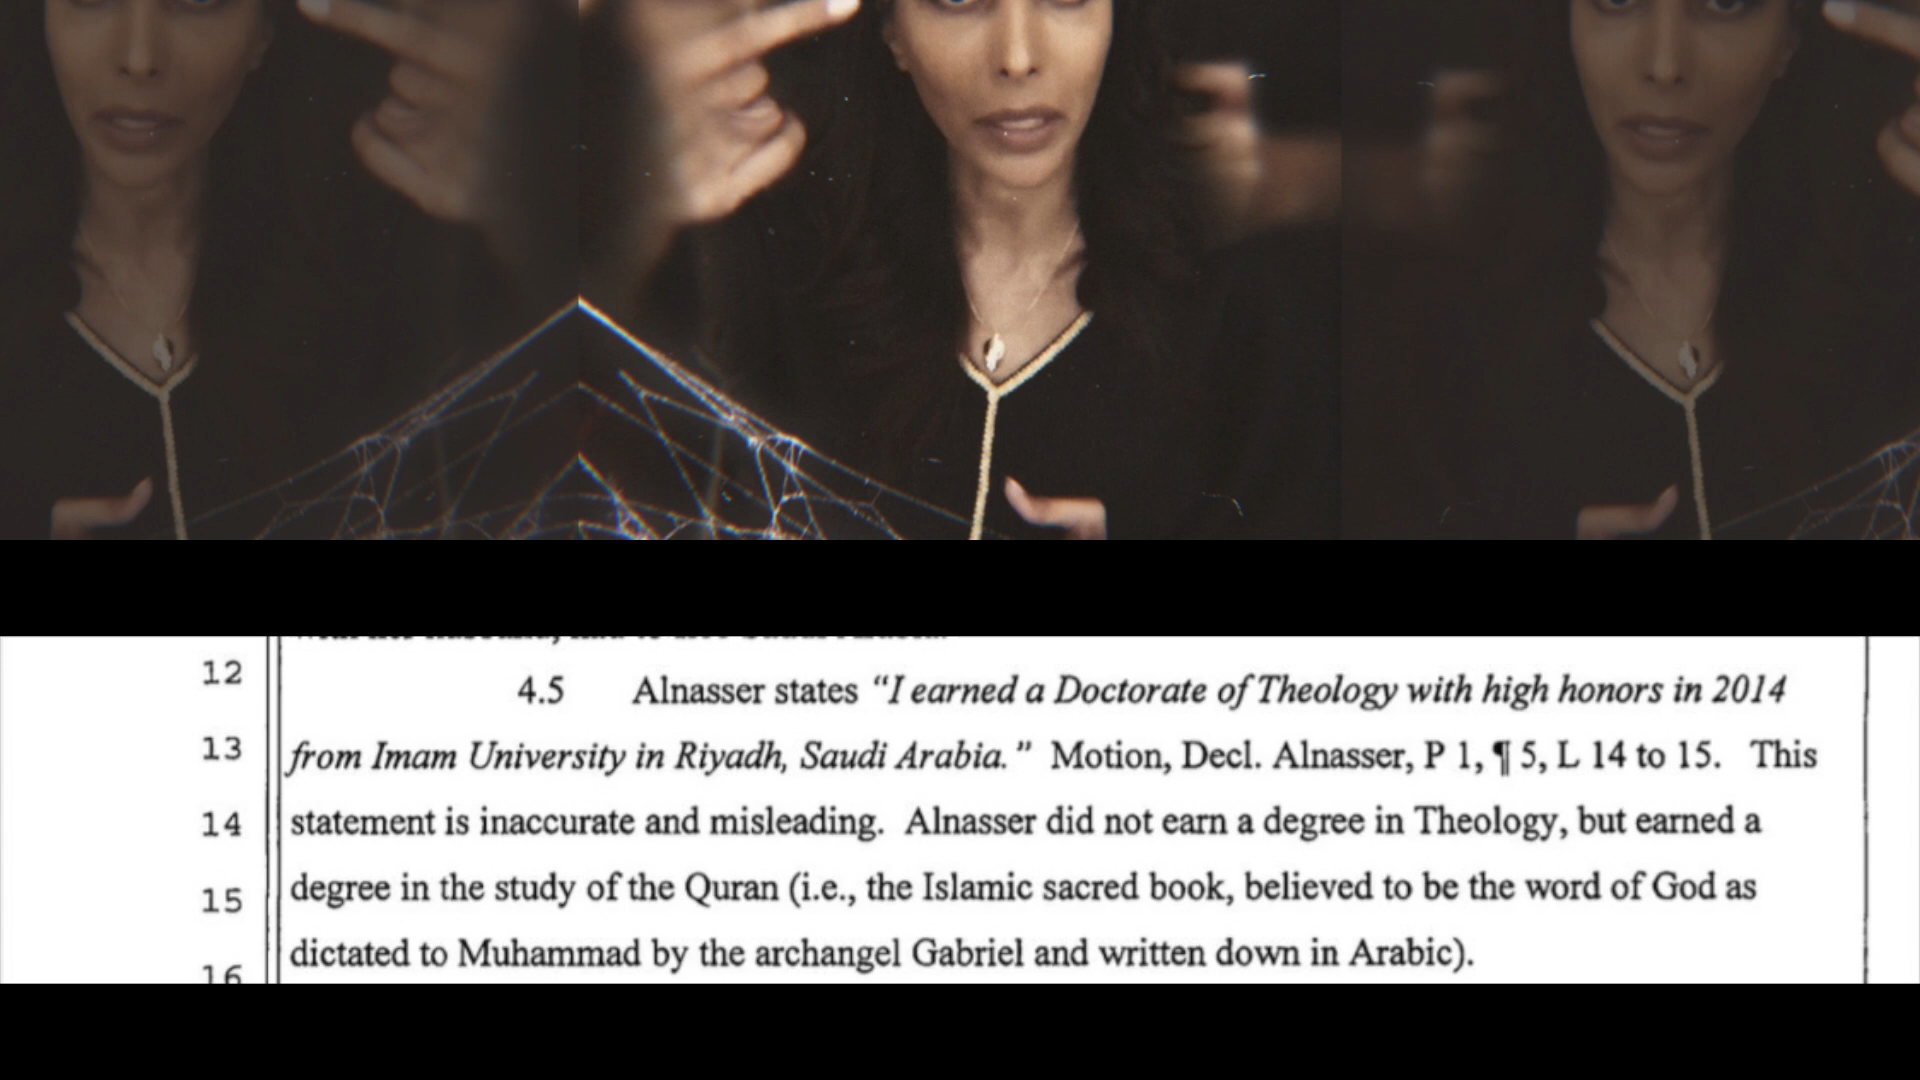 12
4.5 Alnasser states “I earned a Doctorate of Theology with high honors in 2014
13 from Imam University in Riyadh, Saudi Arabia.” Motion, Decl. Alnasser, P 1, ¶ 5, L 14 to 15. This
14 statement is inaccurate and misleading. Alnasser did not earn a degree in Theology, but earned a
15 degree in the study of the Quran (i.e., the Islamic sacred book, believed to be the word of God as
16 dictated to Muhammad by the archangel Gabriel and written down in Arabic).